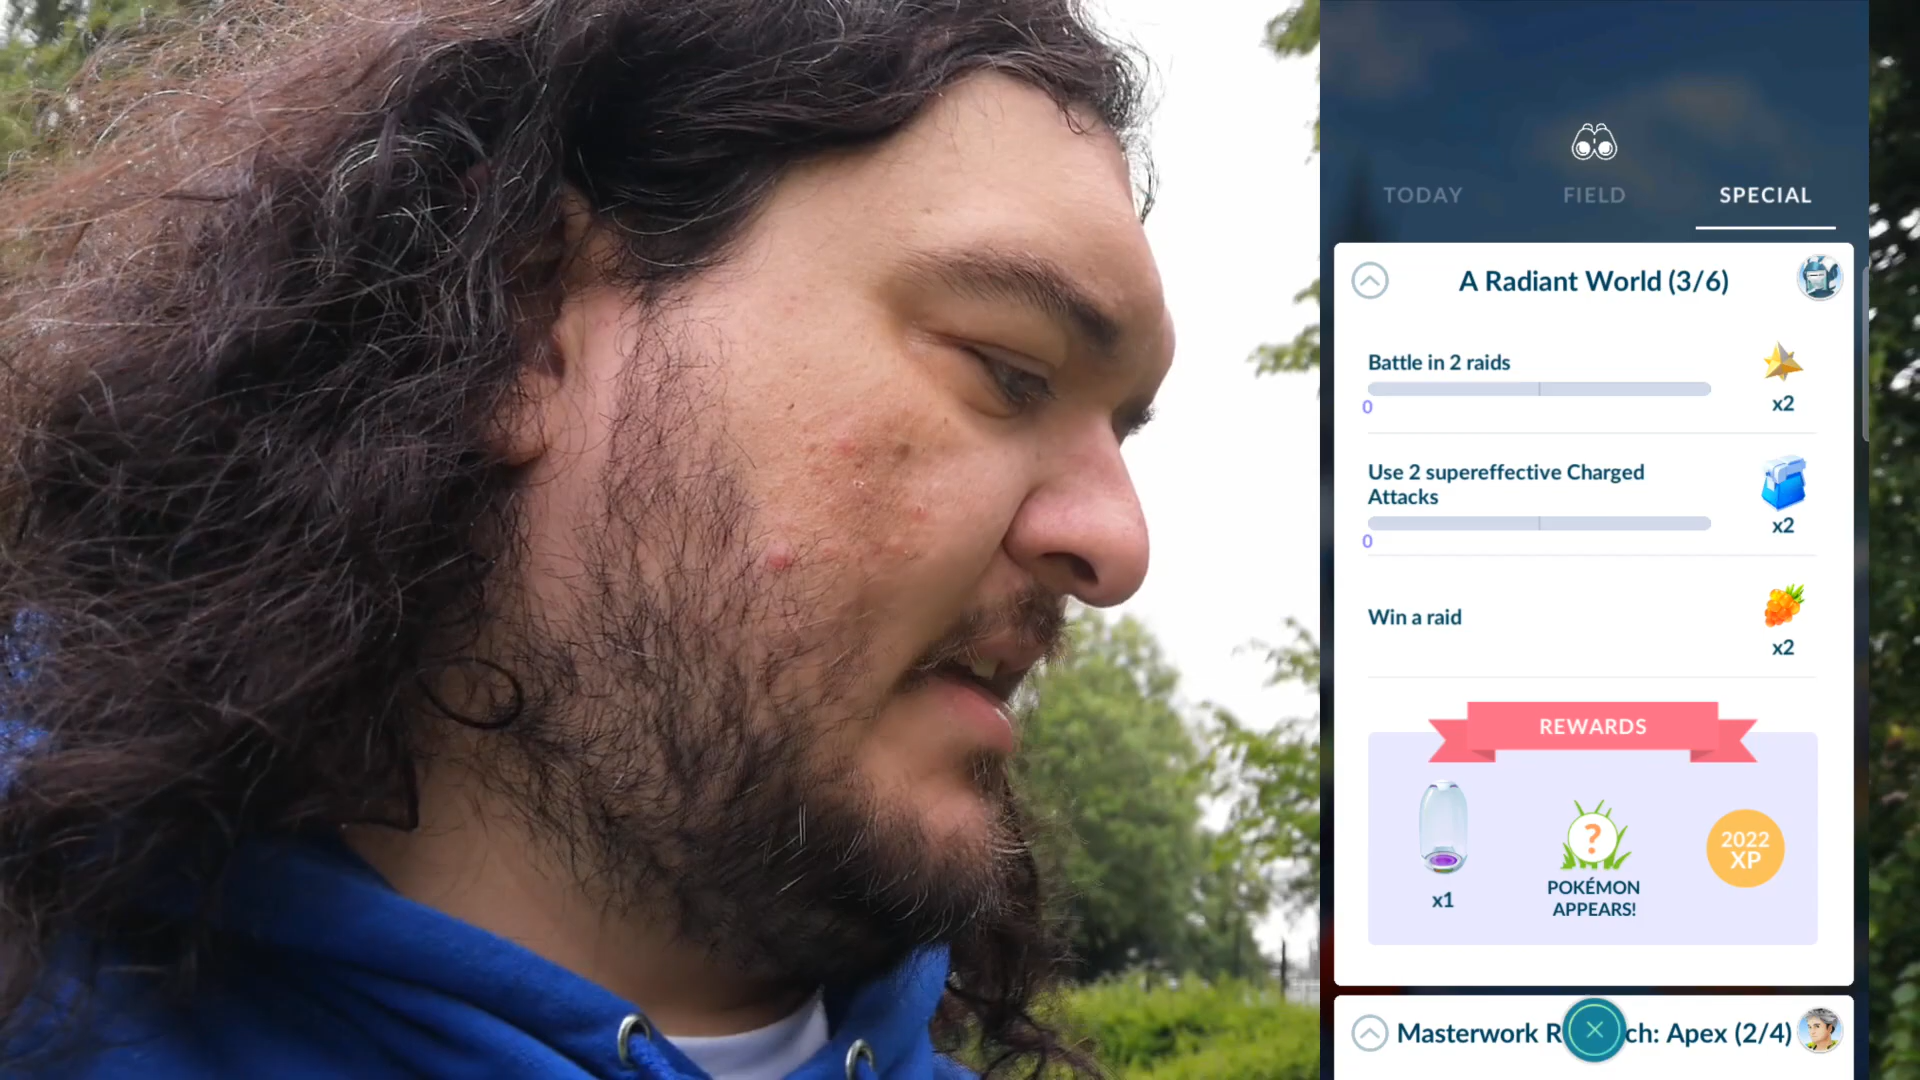 TODAY
FIELD
SPECIAL
A Radiant World (3/6)
Battle in 2 raids
0
x2
Use 2 supereffective Charged
Attacks
0
x2
Win a raid
x2
REWARDS
?
2022
XP
POKÉMON
APPEARS!
x1
Masterwork R ch: Apex (2/4)